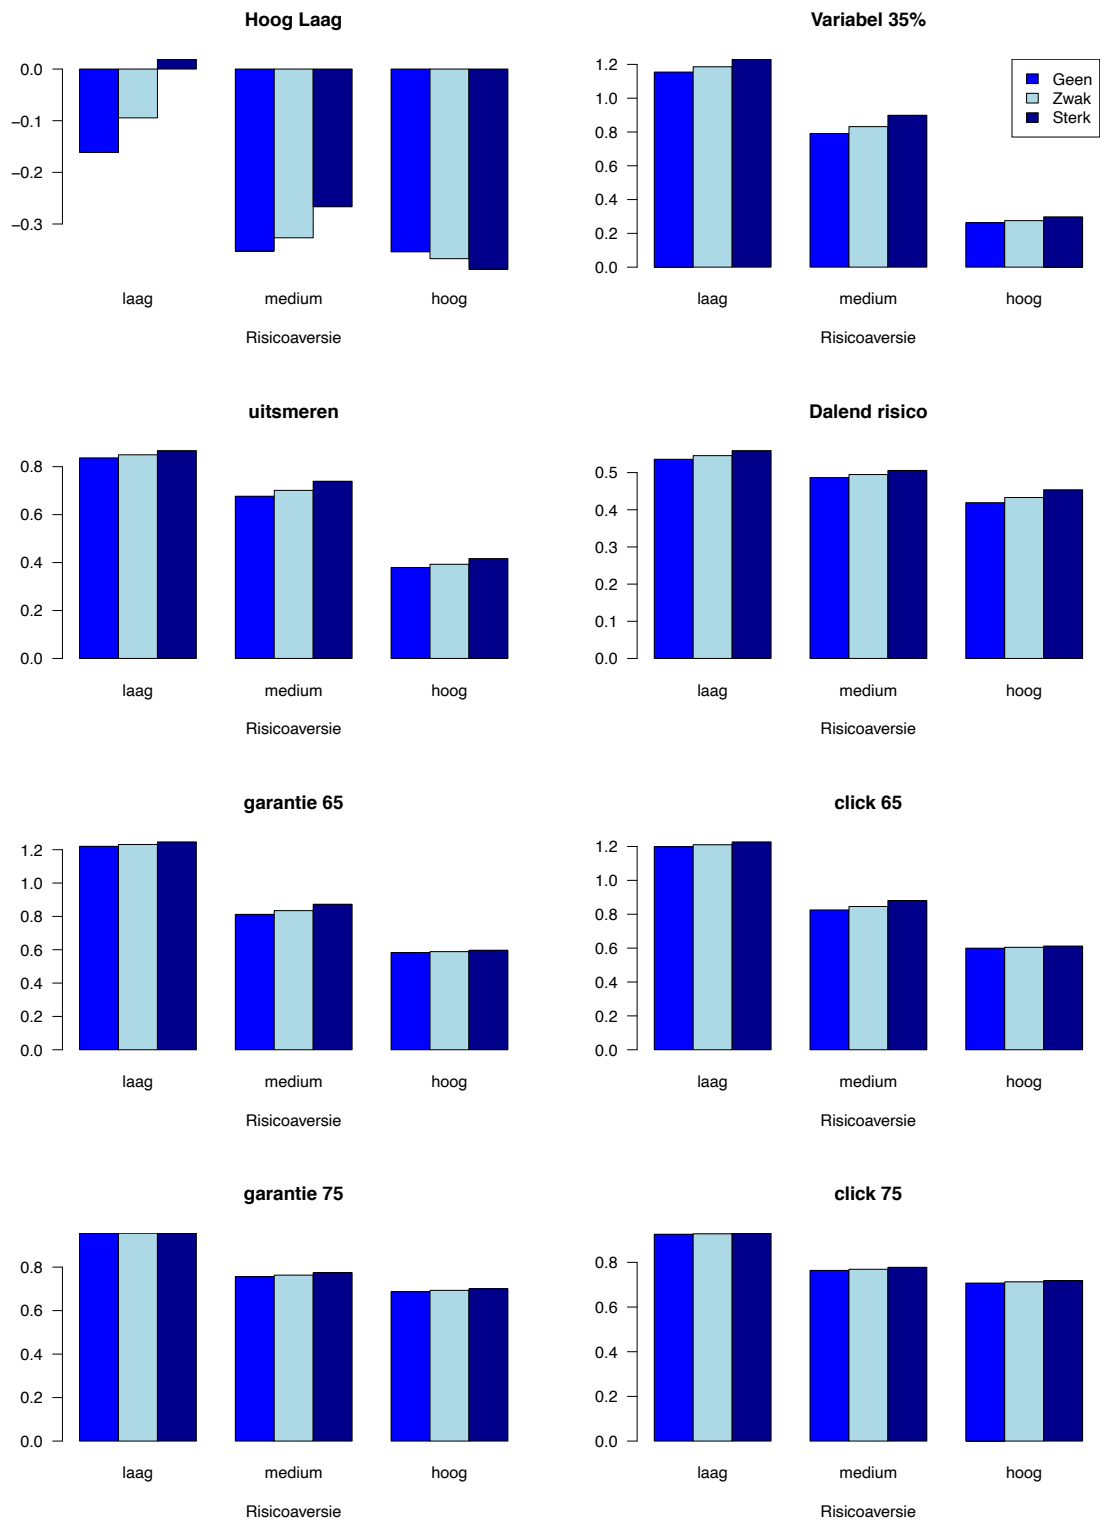 Hoog Laag
0.0
−0.1
−0.2
−0.3
laag medium hoog
Risicoaversie
Variabel 35%
1.2
1.0
0.8
0.6
0.4
0.2
0.0
Geen
Zwak
Sterk
laag medium hoog
Risicoaversie
uitsmeren
0.8
0.6
0.4
0.2
0.0
laag medium hoog
Risicoaversie
Dalend risico
0.5
0.4
0.3
0.2
0.1
0.0
laag medium hoog
Risicoaversie
garantie 65
1.2
1.0
0.8
0.6
0.4
0.2
0.0
laag medium hoog
Risicoaversie
click 65
1.2
1.0
0.8
0.6
0.4
0.2
0.0
laag medium hoog
Risicoaversie
garantie 75
0.8
0.6
0.4
0.2
0.0
laag medium hoog
Risicoaversie
click 75
0.8
0.6
0.4
0.2
0.0
laag medium hoog
Risicoaversie